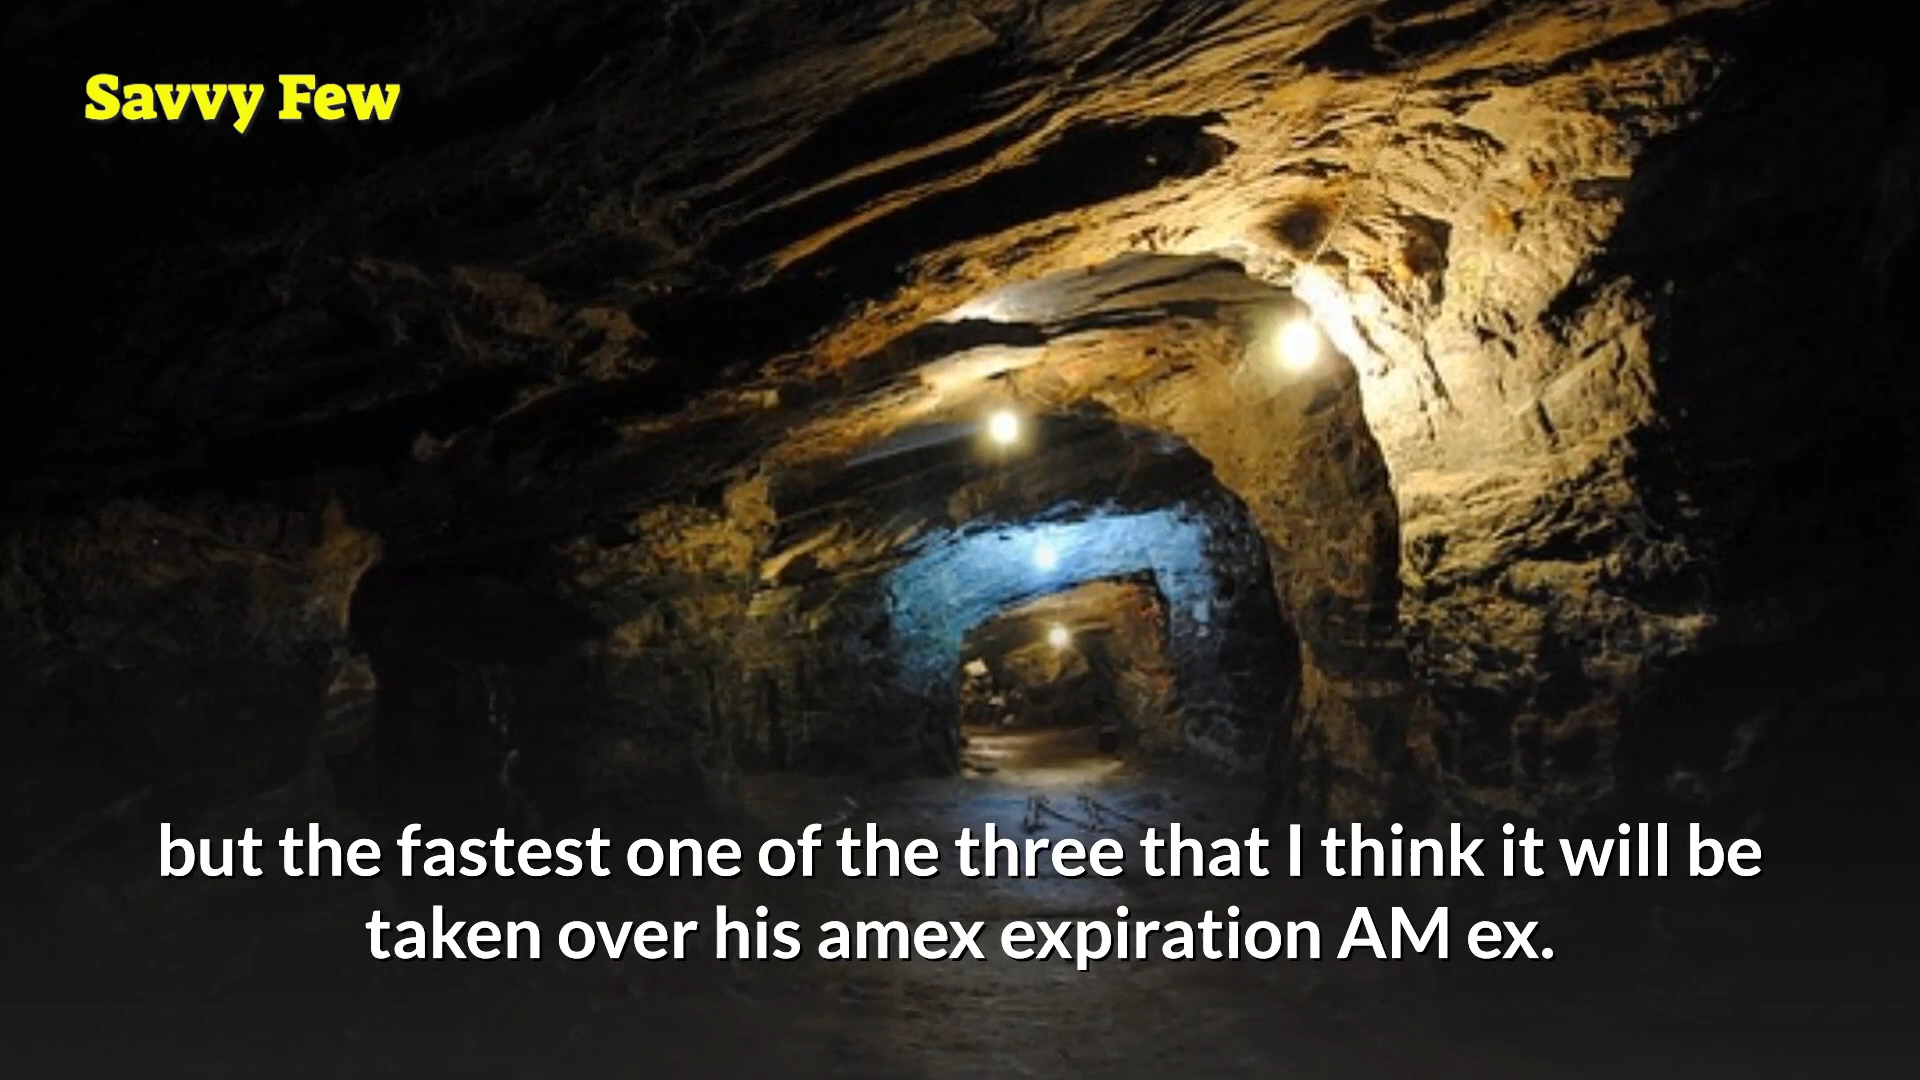 Savvy Few
but the fastest one of the three that I think it will be
taken over his amex expiration AM ex.